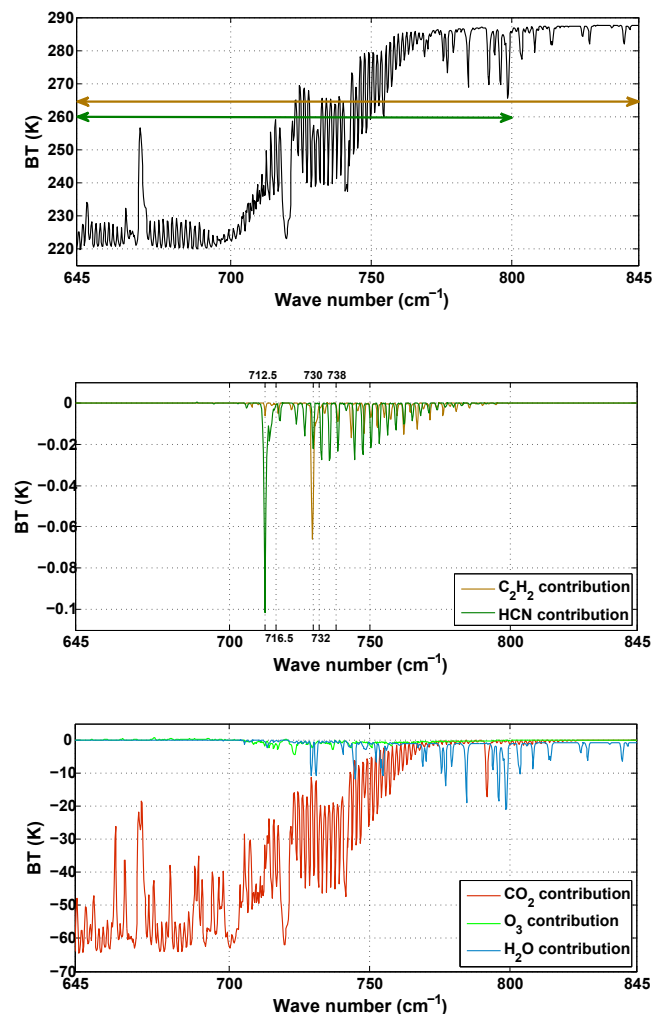 290
280
270
260
250
240
230
220
BT (K)
645 700 750 800 845
Wave number (cm−1)
712.5 730 738
0
−0.02
−0.04
−0.06
−0.08
−0.1
BT (K)
C2H2 contribution
HCN contribution
645 700 716.5 732 750 800 845
Wave number (cm−1)
0
−10
−20
−30
−40
−50
−60
−70
BT (K)
CO2 contribution
O3 contribution
H2O contribution
645 700 750 800 845
Wave number (cm−1)